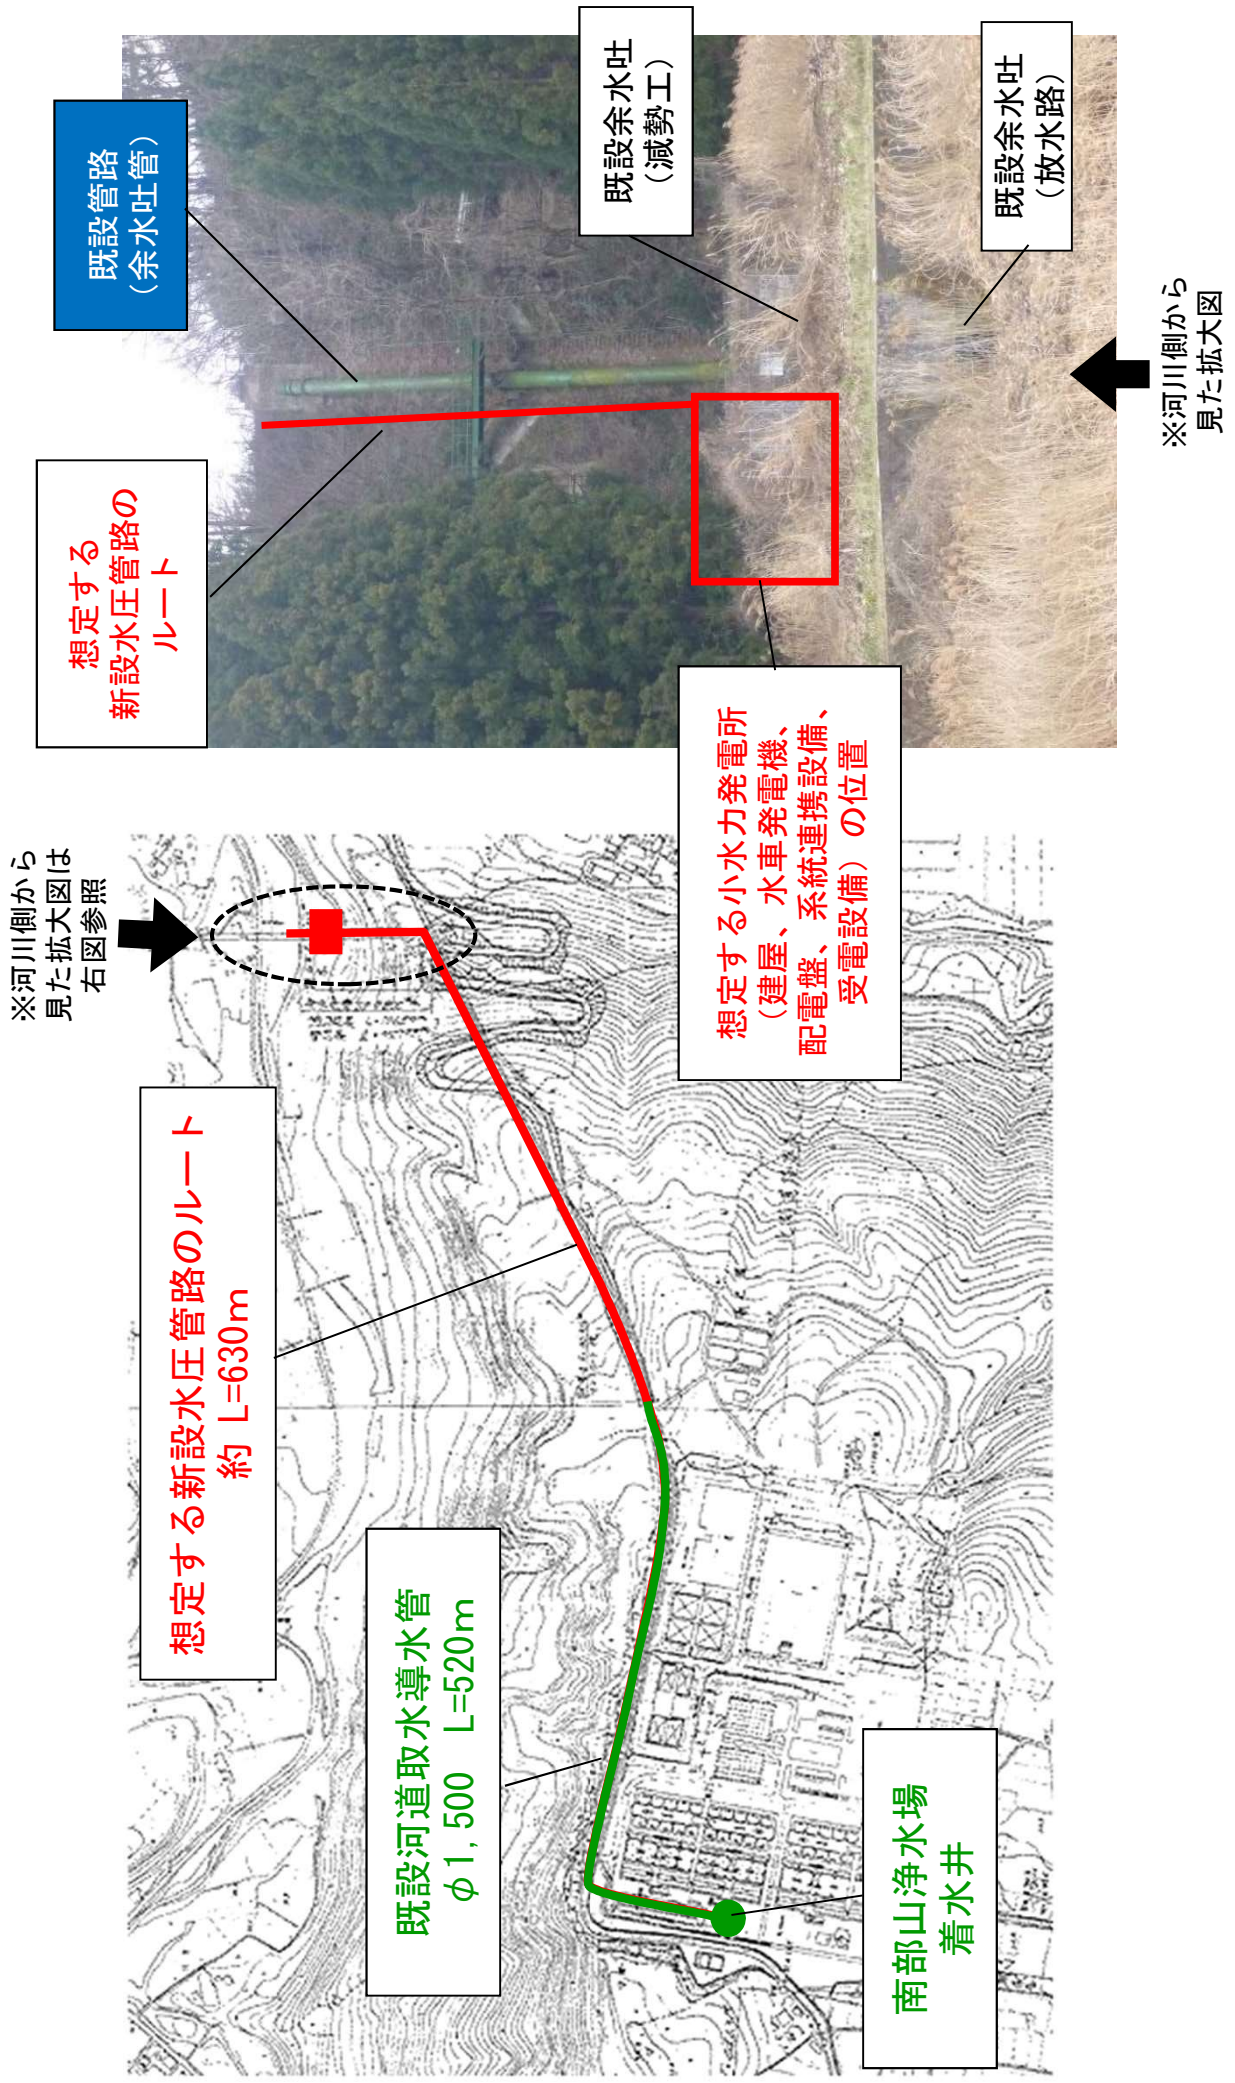 ※河川側から
見た拡大図は
右図参照
想定する新設水圧管路のルート
約 L=630m
既設河道取水導水管
φ1,500 L=520m
南部山浄水場
着水井
想定する
新設水圧管路の
ルート
既設管路
（余水吐管）
既設余水吐
（減勢工）
既設余水吐
（放水路）
想定する小水力発電所
（建屋、水車発電機、
配電盤、系統連携設備、
受電設備）の位置
※河川側から
見た拡大図